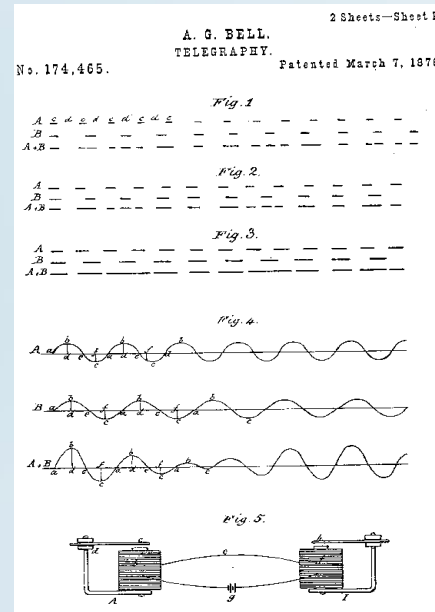 2 Sheets—Sheet
A. G. BELL.
TELEGRAPHY.
No. 174,465. Patented March 7, 1876
Fig. 1
A c d c d c d c d c
B
A+B
Fig. 2.
A
B
A+B
Fig. 3.
A
B
A+B
Fig. 4.
A a b d e f c a b d e f c d b
B a b d e f c a b d e f c a b c
A+B a b d e f c a b d e f c a b c
Fig. 5.
c e h
d f
A g I